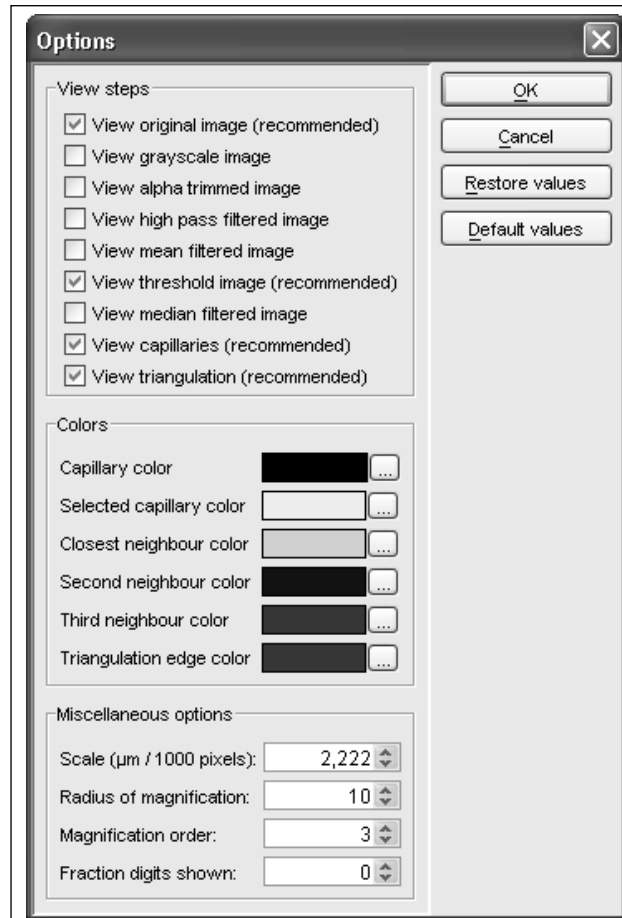 Options
View steps
View original image (recommended)
View grayscale image
View alpha trimmed image
View high pass filtered image
View mean filtered image
View threshold image (recommended)
View median filtered image
View capillaries (recommended)
View triangulation (recommended)
OK
Cancel
Restore values
Default values
Colors
Capillary color ...
Selected capillary color ...
Closest neighbour color ...
Second neighbour color ...
Third neighbour color ...
Triangulation edge color ...
Miscellaneous options
Scale (µm / 1000 pixels): 2,222
Radius of magnification: 10
Magnification order: 3
Fraction digits shown: 0